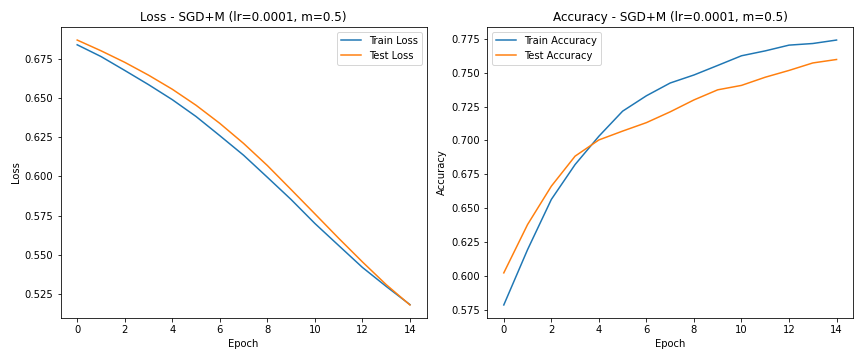 Loss - SGD+M (lr=0.0001, m=0.5)
Train Loss
Test Loss
0.675
0.650
0.625
0.600
0.575
0.550
0.525
Loss
0 2 4 6 8 10 12 14
Epoch
Accuracy - SGD+M (lr=0.0001, m=0.5)
Train Accuracy
Test Accuracy
0.775
0.750
0.725
0.700
0.675
0.650
0.625
0.600
0.575
Accuracy
0 2 4 6 8 10 12 14
Epoch